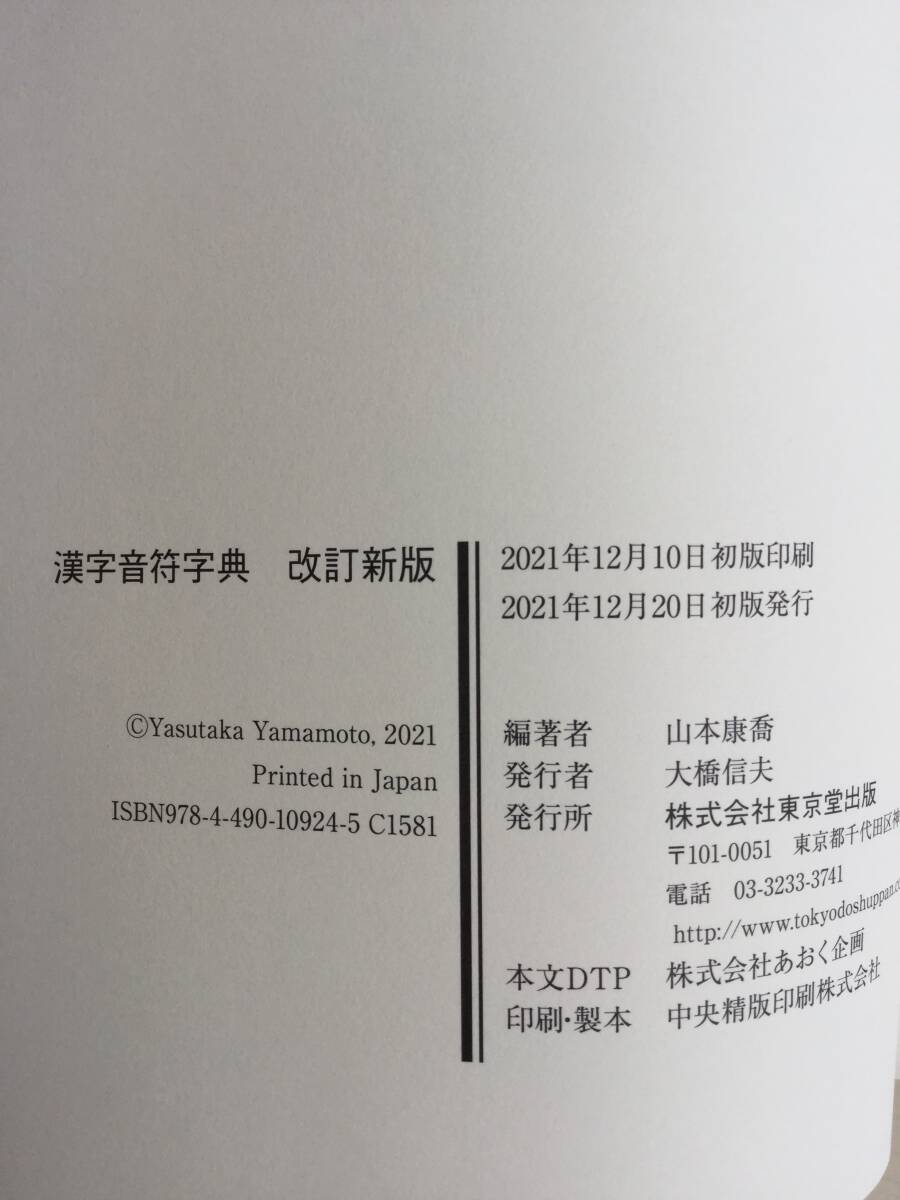 漢字音符字典　改訂新版
©Yasutaka Yamamoto, 2021
Printed in Japan
ISBN978-4-490-10924-5 C1581
2021年12月10日初版印刷
2021年12月20日初版発行
編著者　山本康喬
発行者　大橋信夫
発行所　株式会社東京堂出版
〒101-0051　東京都千代田区神
電話　03-3233-3741
http://www.tokyodoshuppan.c
本文DTP　株式会社あおく企画
印刷・製本　中央精版印刷株式会社